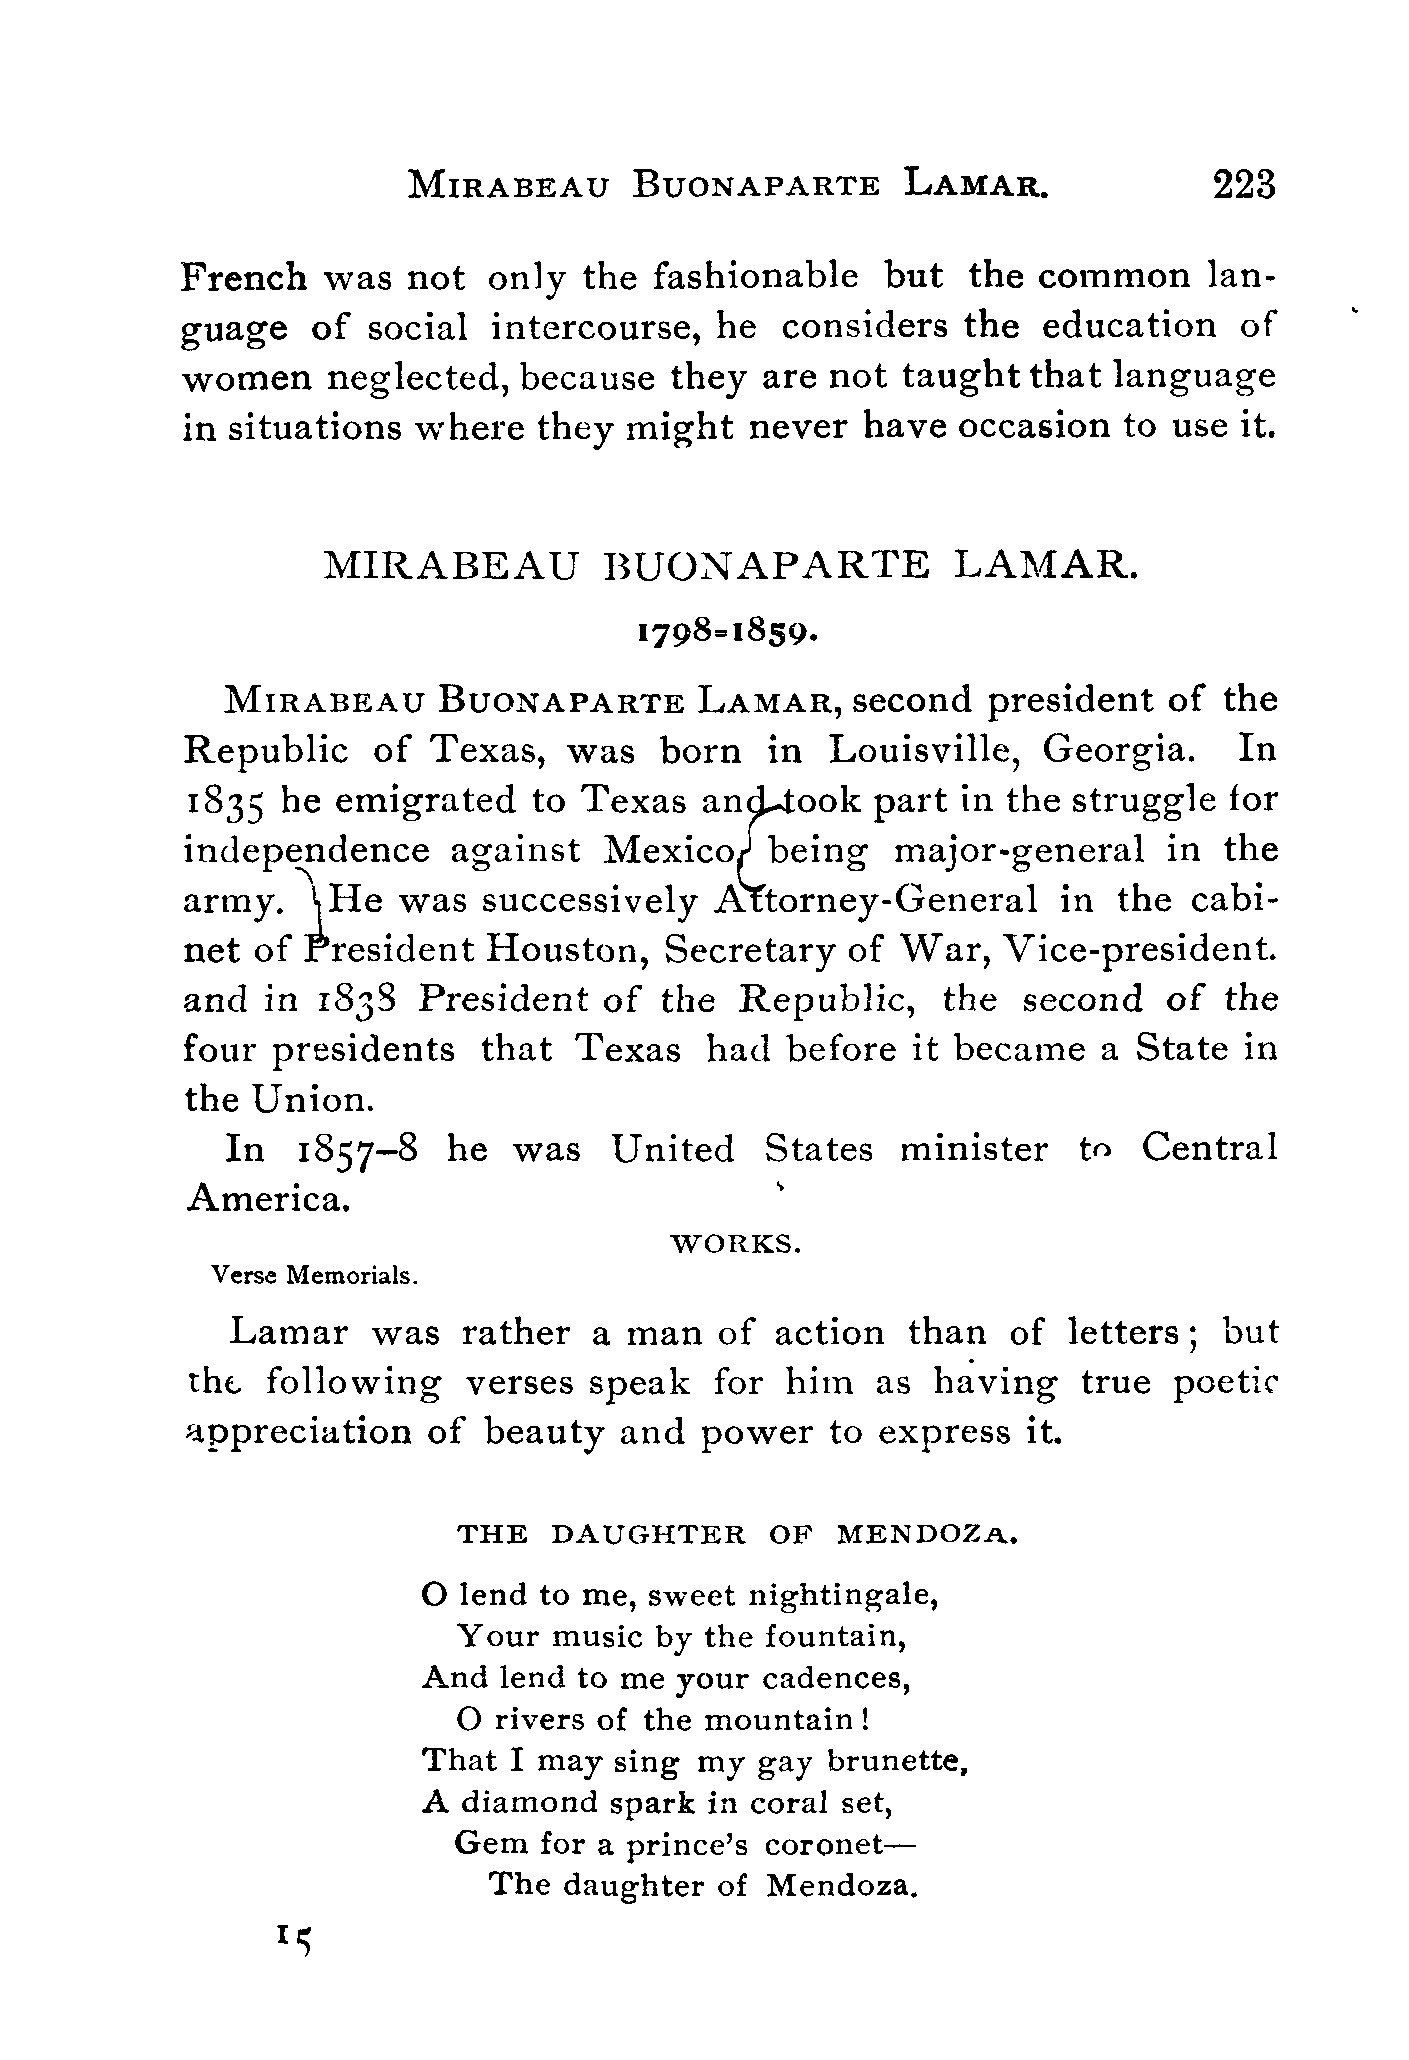 MIRABEAU BUONAPARTE LAMAR. 223
French was not only the fashionable but the common lan-
guage of social intercourse, he considers the education of
women neglected, because they are not taught that language
in situations where they might never have occasion to use it.
MIRABEAU BUONAPARTE LAMAR.
1798=1859.
MIRABEAU BUONAPARTE LAMAR, second president of the
Republic of Texas, was born in Louisville, Georgia. In
1835 he emigrated to Texas and took part in the struggle for
independence against Mexico, being major-general in the
army. He was successively Attorney-General in the cabi-
net of President Houston, Secretary of War, Vice-president.
and in 1838 President of the Republic, the second of the
four presidents that Texas had before it became a State in
the Union.
In 1857–8 he was United States minister to Central
America.
WORKS.
Verse Memorials.
Lamar was rather a man of action than of letters; but
the following verses speak for him as having true poetic
appreciation of beauty and power to express it.
THE DAUGHTER OF MENDOZA.
O lend to me, sweet nightingale,
Your music by the fountain,
And lend to me your cadences,
O rivers of the mountain!
That I may sing my gay brunette,
A diamond spark in coral set,
Gem for a prince's coronet—
The daughter of Mendoza.
15